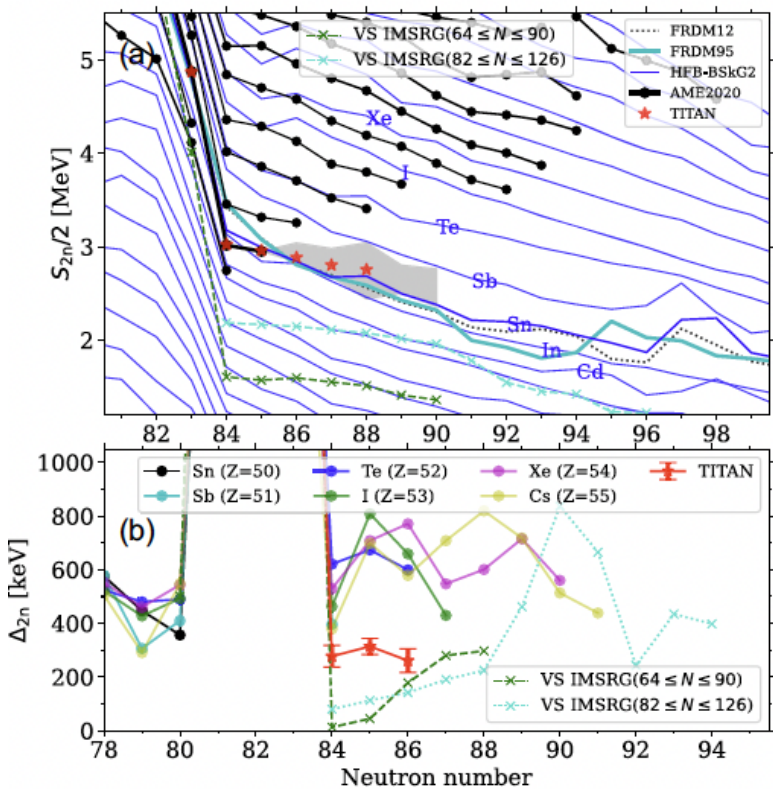 (a)
VS IMSRG(64 ≤ N ≤ 90)
VS IMSRG(82 ≤ N ≤ 126)
FRDM12
FRDM95
HFB-BSkG2
AME2020
TITAN
5
4
3
2
S2n/2 [MeV]
Xe
I
Te
Sb
Sn
In
Cd
82 84 86 88 90 92 94 96 98
(b)
Sn (Z=50)
Sb (Z=51)
Te (Z=52)
I (Z=53)
Xe (Z=54)
Cs (Z=55)
TITAN
1000
800
600
400
200
0
Δ2n [keV]
VS IMSRG(64 ≤ N ≤ 90)
VS IMSRG(82 ≤ N ≤ 126)
78 80 82 84 86 88 90 92 94
Neutron number